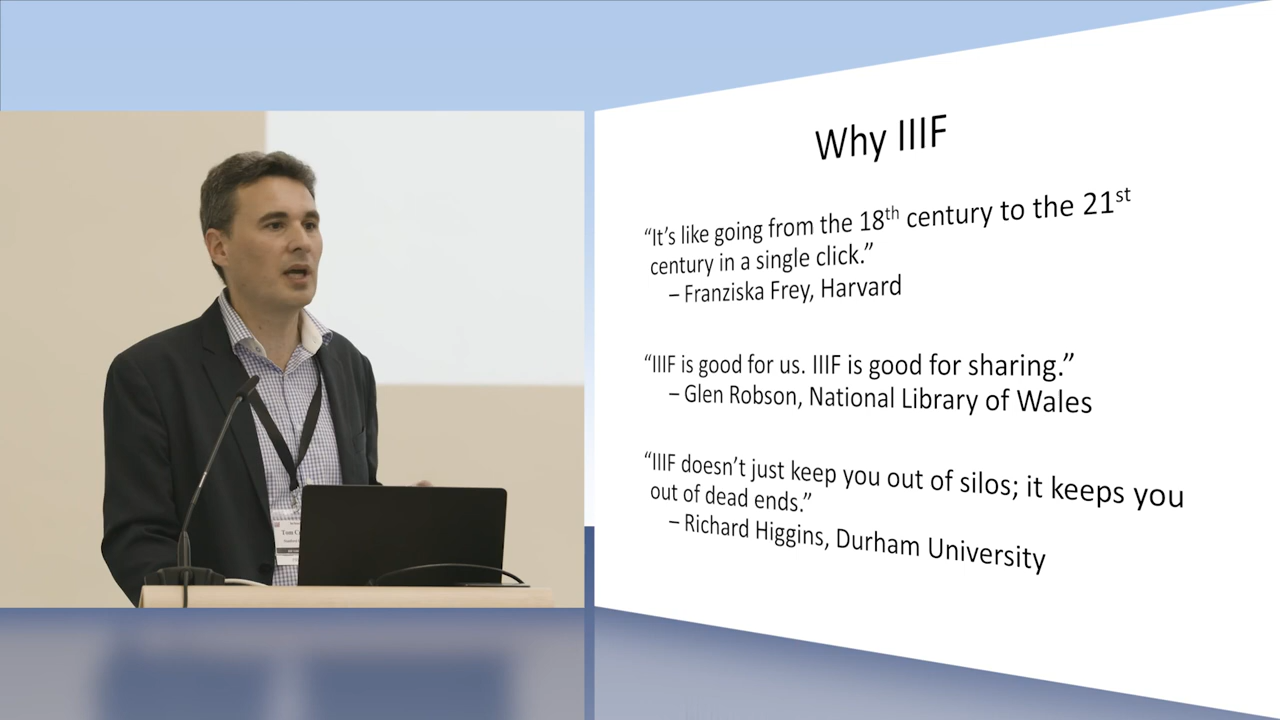 Why IIIF
“It’s like going from the 18th century to the 21st
century in a single click.”
– Franziska Frey, Harvard
“IIIF is good for us. IIIF is good for sharing.”
– Glen Robson, National Library of Wales
“IIIF doesn’t just keep you out of silos; it keeps you
out of dead ends.”
– Richard Higgins, Durham University
Tom